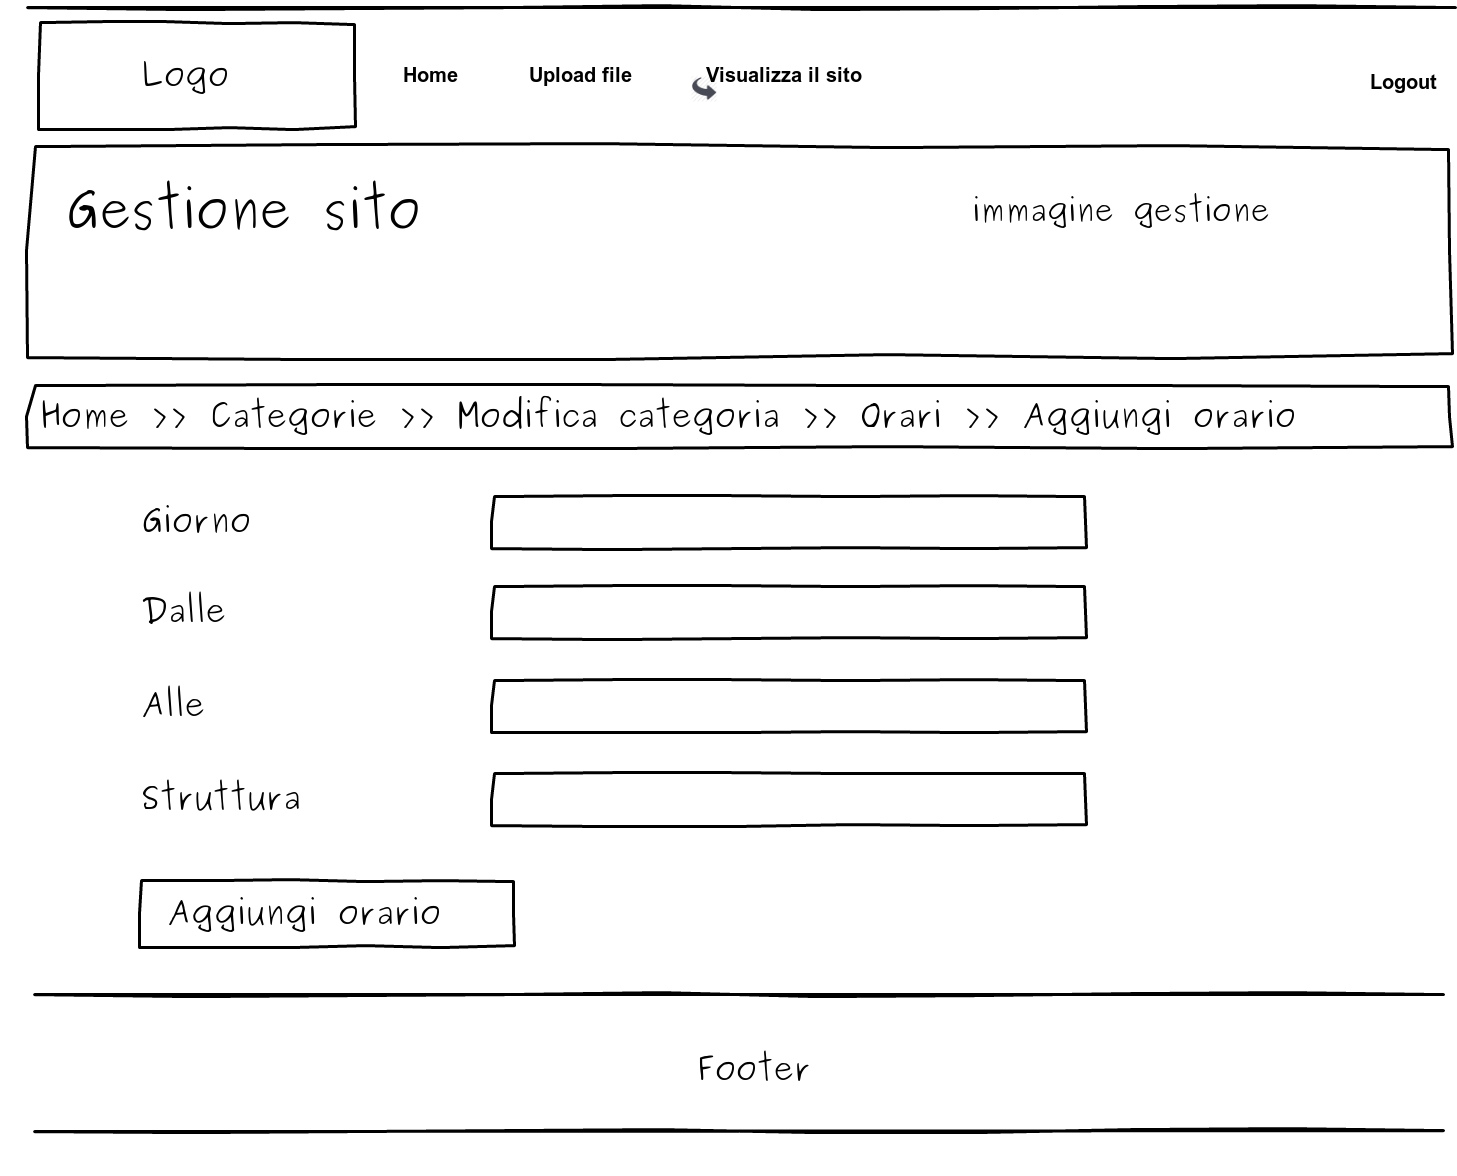 Logo
Home Upload file Visualizza il sito Logout
Gestione sito
immagine gestione
Home >> Categorie >> Modifica categoria >> Orari >> Aggiungi orario
Giorno
Dalle
Alle
Struttura
Aggiungi orario
Footer